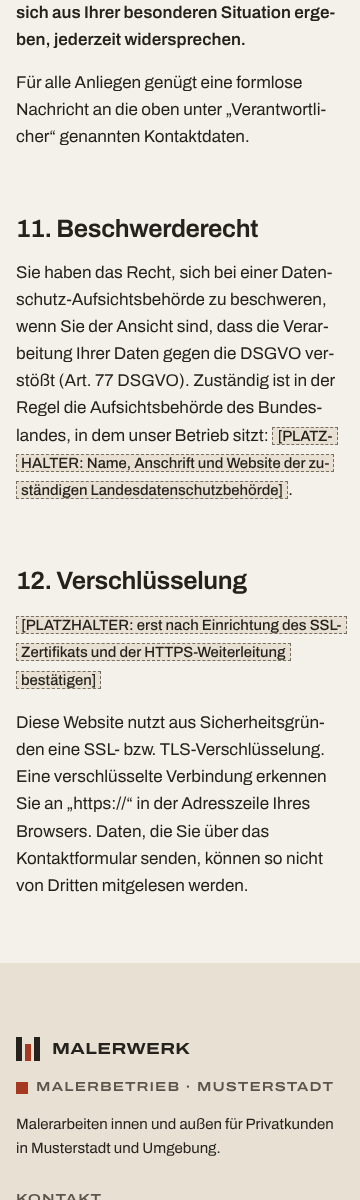 sich aus Ihrer besonderen Situation erge-
ben, jederzeit widersprechen.
Für alle Anliegen genügt eine formlose
Nachricht an die oben unter „Verantwortli-
cher“ genannten Kontaktdaten.
11. Beschwerderecht
Sie haben das Recht, sich bei einer Daten-
schutz-Aufsichtsbehörde zu beschweren,
wenn Sie der Ansicht sind, dass die Verar-
beitung Ihrer Daten gegen die DSGVO ver-
stößt (Art. 77 DSGVO). Zuständig ist in der
Regel die Aufsichtsbehörde des Bundes-
landes, in dem unser Betrieb sitzt: [PLATZ-
HALTER: Name, Anschrift und Website der zu-
ständigen Landesdatenschutzbehörde].
12. Verschlüsselung
[PLATZHALTER: erst nach Einrichtung des SSL-
Zertifikats und der HTTPS-Weiterleitung
bestätigen]
Diese Website nutzt aus Sicherheitsgrün-
den eine SSL- bzw. TLS-Verschlüsselung.
Eine verschlüsselte Verbindung erkennen
Sie an „https://“ in der Adresszeile Ihres
Browsers. Daten, die Sie über das
Kontaktformular senden, können so nicht
von Dritten mitgelesen werden.
MALERWERK
MALERBETRIEB · MUSTERSTADT
Malerarbeiten innen und außen für Privatkunden
in Musterstadt und Umgebung.
KONTAKT